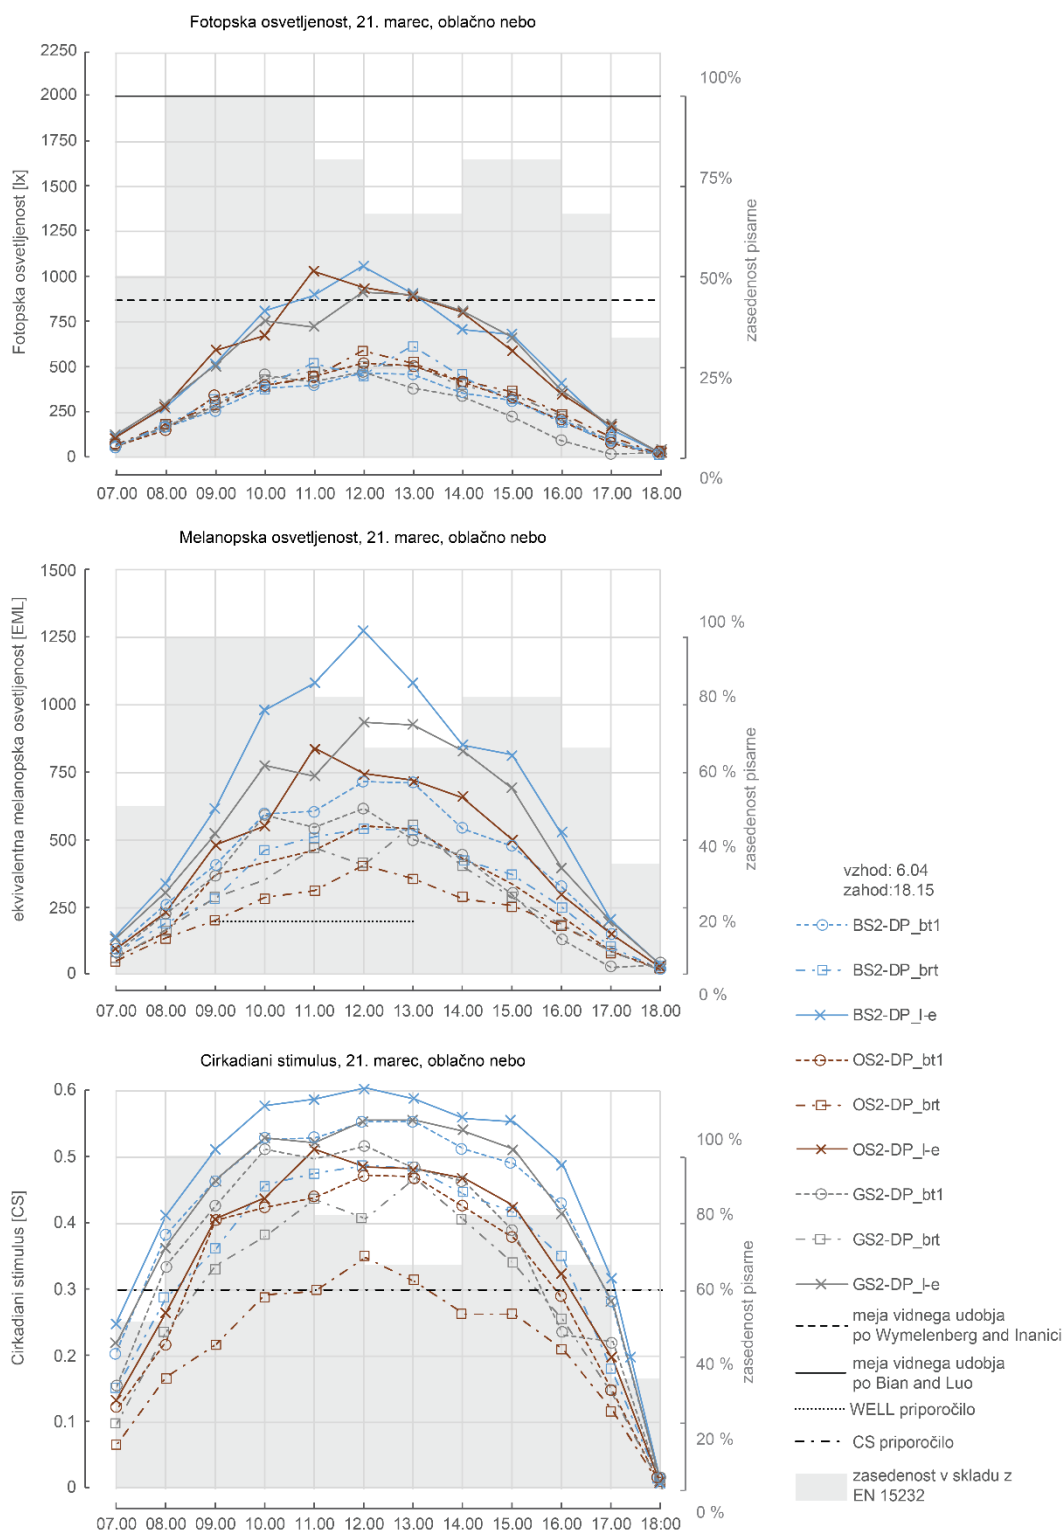 Fotopska osvetljenost, 21. marec, oblačno nebo
Fotopska osvetljenost [lx]
2250
2000
1750
1500
1250
1000
750
500
250
0
07.00 08.00 09.00 10.00 11.00 12.00 13.00 14.00 15.00 16.00 17.00 18.00
100%
75%
50%
25%
0%
zasedenost pisarne
Melanopska osvetljenost, 21. marec, oblačno nebo
ekvivalentna melanopska osvetljenost [EML]
1500
1250
1000
750
500
250
0
07.00 08.00 09.00 10.00 11.00 12.00 13.00 14.00 15.00 16.00 17.00 18.00
100 %
80 %
60 %
40 %
20 %
0 %
zasedenost pisarne
Cirkadiani stimulus, 21. marec, oblačno nebo
Cirkadiani stimulus [CS]
0.6
0.5
0.4
0.3
0.2
0.1
0
07.00 08.00 09.00 10.00 11.00 12.00 13.00 14.00 15.00 16.00 17.00 18.00
100 %
80 %
60 %
40 %
20 %
0 %
zasedenost pisarne
vzhod: 6.04
zahod:18.15
BS2-DP_bt1
BS2-DP_brt
BS2-DP_l-e
OS2-DP_bt1
OS2-DP_brt
OS2-DP_l-e
GS2-DP_bt1
GS2-DP_brt
GS2-DP_l-e
meja vidnega udobja
po Wymelenberg and Inanici
meja vidnega udobja
po Bian and Luo
WELL priporočilo
CS priporočilo
zasedenost v skladu z
EN 15232